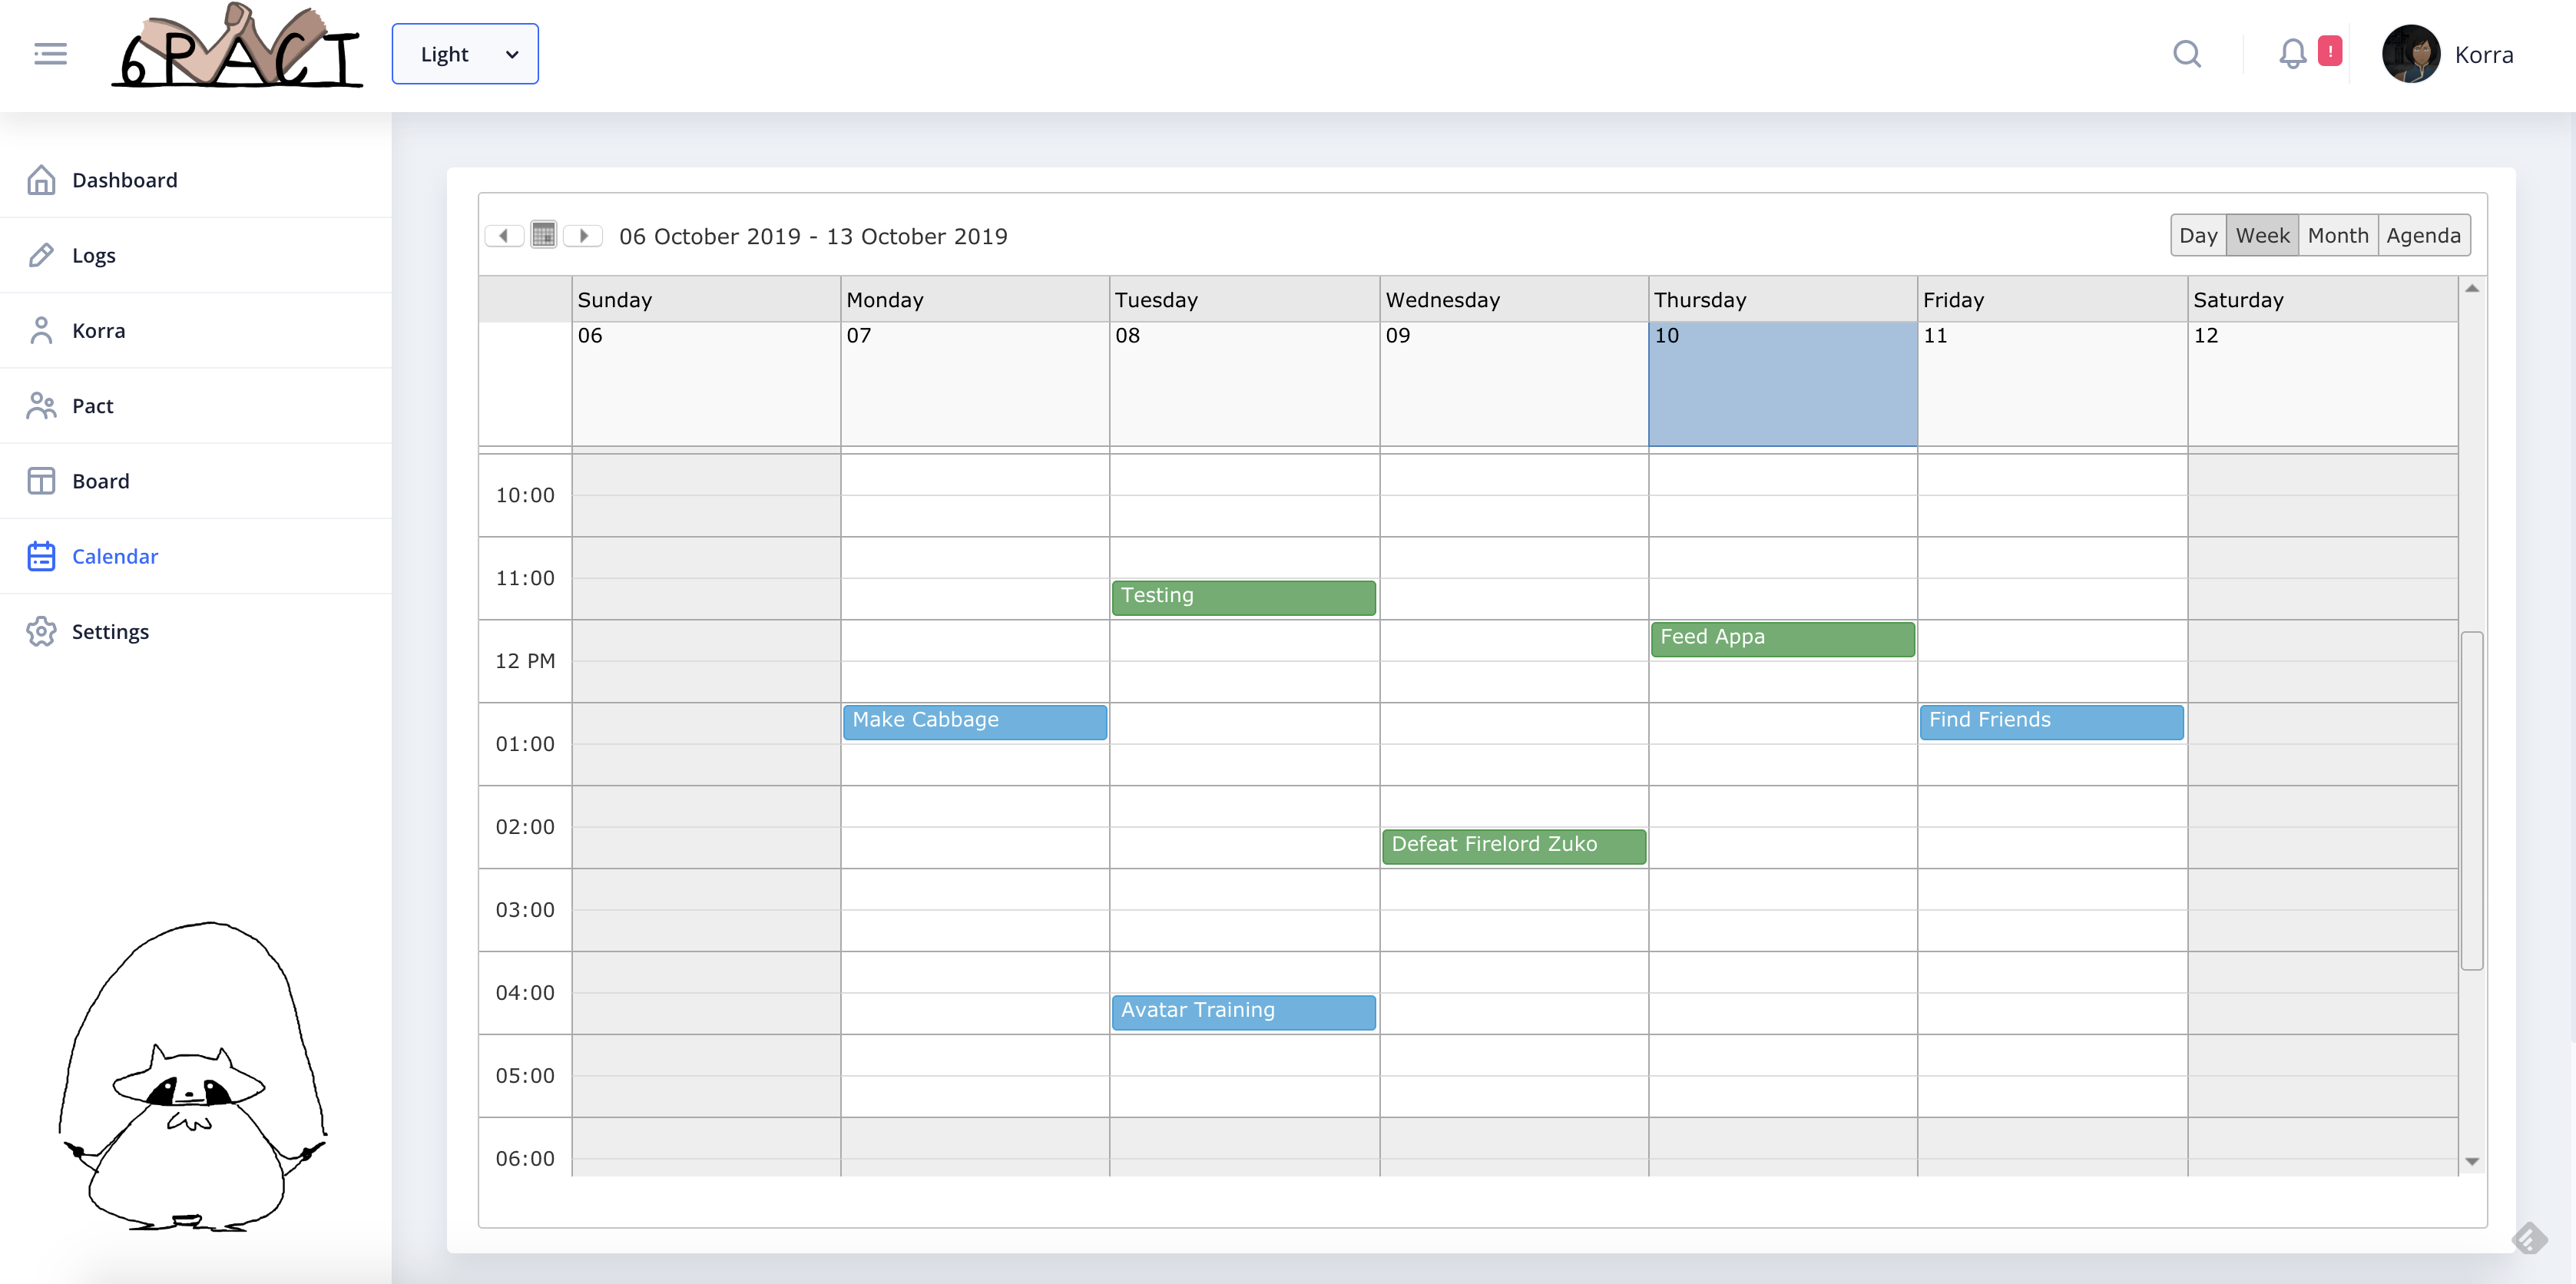 6PACT
Light
!
Korra
Dashboard
Logs
Korra
Pact
Board
Calendar
Settings
06 October 2019 - 13 October 2019
Day Week Month Agenda
Sunday Monday Tuesday Wednesday Thursday Friday Saturday
06 07 08 09 10 11 12
10:00
11:00
Testing
Feed Appa
12 PM
Make Cabbage
Find Friends
01:00
02:00
Defeat Firelord Zuko
03:00
04:00
Avatar Training
05:00
06:00